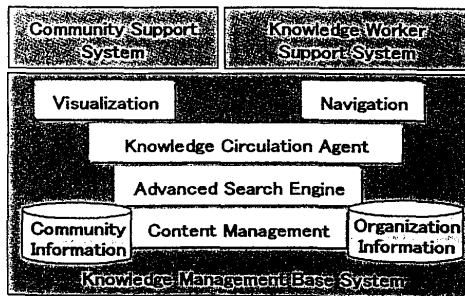 Community Support
System
Knowledge Worker
Support System
Visualization
Navigation
Knowledge Circulation Agent
Advanced Search Engine
Community
Information
Content Management
Organization
Information
Knowledge Management Base System